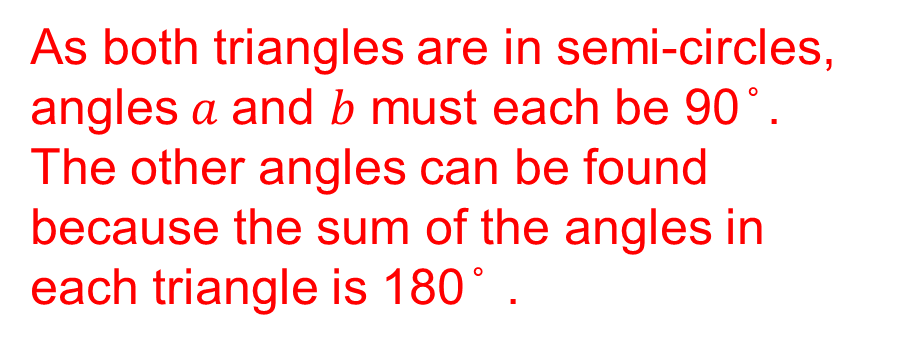 As both triangles are in semi-circles,
angles a and b must each be 90°.
The other angles can be found
because the sum of the angles in
each triangle is 180° .